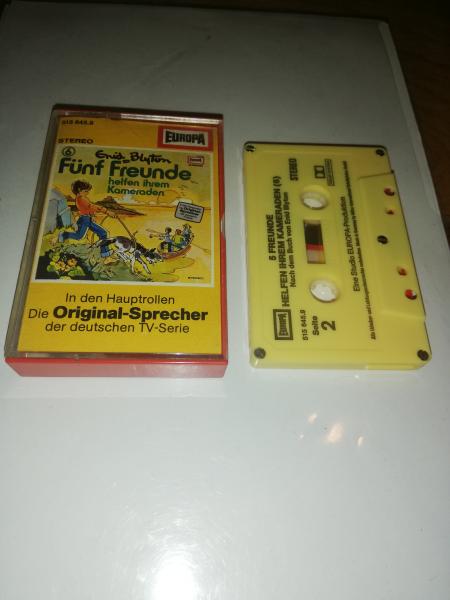 515 645.9
EUROPA
STEREO
6
Enid Blyton
Fünf Freunde
helfen ihrem
Kameraden
In den Hauptrollen
Die Original-Sprecher
der deutschen TV-Serie
EUROPA
515 645.9
Seite
2
5 FREUNDE
HELFEN IHREM KAMERADEN (6)
Nach dem Buch von Enid Blyton
STEREO
Eine Studio EUROPA-Produktion